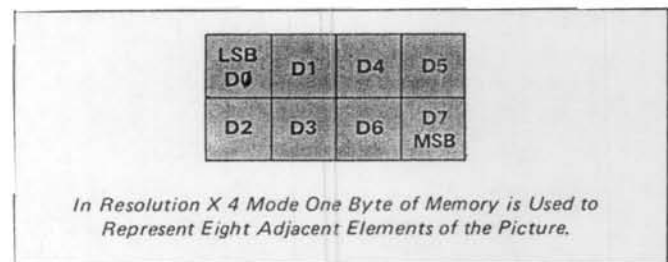 LSB
D0 D1 D4 D5
D2 D3 D6 D7
MSB
In Resolution X 4 Mode One Byte of Memory is Used to
Represent Eight Adjacent Elements of the Picture.